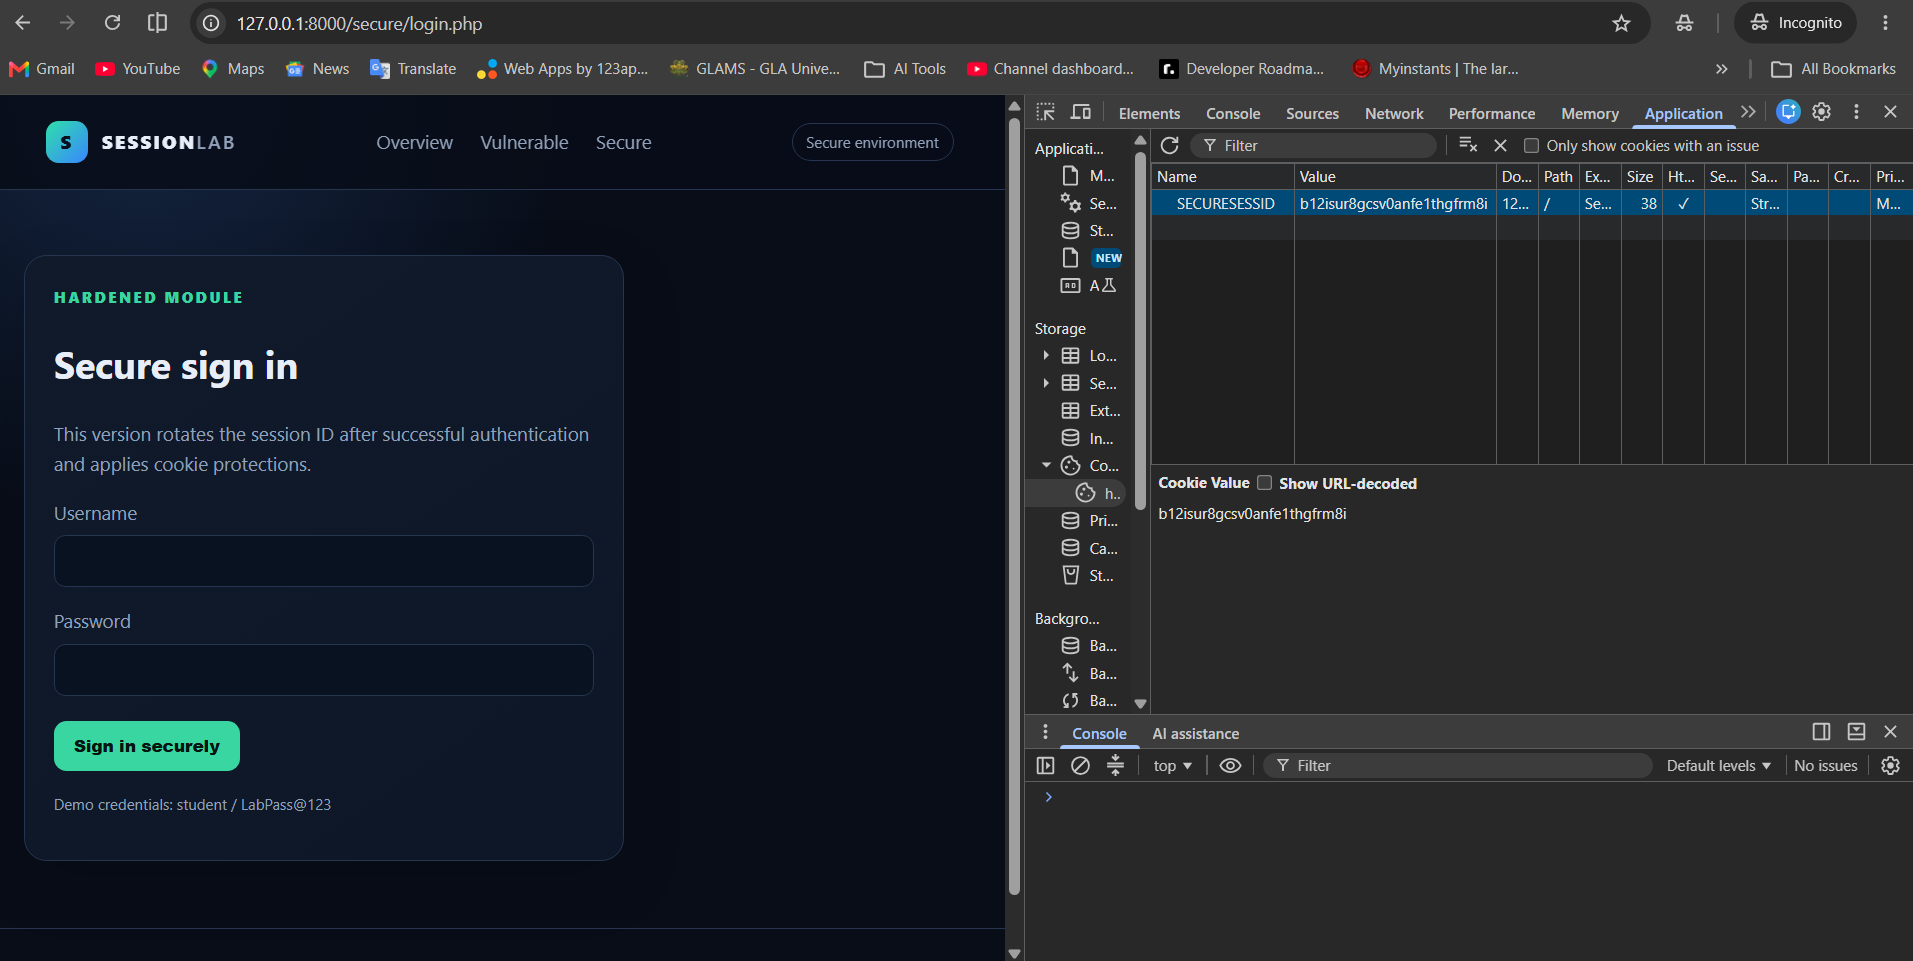 127.0.0.1:8000/secure/login.php
Incognito
Gmail YouTube Maps News Translate Web Apps by 123ap... GLAMS - GLA Unive... AI Tools Channel dashboard... Developer Roadma... Myinstants | The lar... All Bookmarks
S SESSIONLAB Overview Vulnerable Secure Secure environment
HARDENED MODULE
Secure sign in
This version rotates the session ID after successful authentication
and applies cookie protections.
Username
Password
Sign in securely
Demo credentials: student / LabPass@123
Elements Console Sources Network Performance Memory Application
Applicati...
M...
Se...
St...
NEW
A
Storage
Lo...
Se...
Ext...
In...
Co...
h..
Pri...
Ca...
St...
Backgro...
Ba...
Ba...
Ba...
Filter Only show cookies with an issue
Name Value Do... Path Ex... Size Ht... Se... Sa... Pa... Cr... Pri...
SECURESESSID b12isur8gcsv0anfe1thgfrm8i 12... / Se... 38 ✓ Str... M...
Cookie Value Show URL-decoded
b12isur8gcsv0anfe1thgfrm8i
Console AI assistance
top Filter Default levels No issues